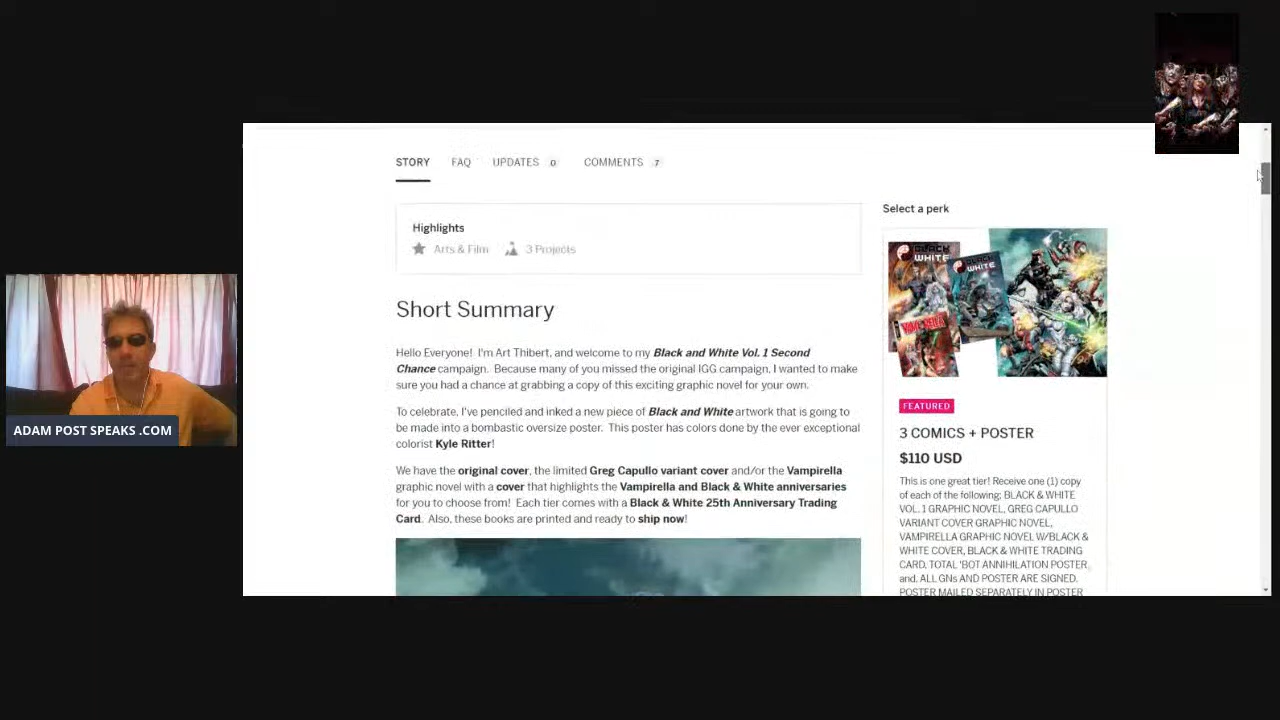 STORY FAQ UPDATES 0 COMMENTS 7
Highlights
Arts & Film 3 Projects
Short Summary
Hello Everyone! I'm Art Thibert, and welcome to my Black and White Vol. 1 Second
Chance campaign. Because many of you missed the original IGG campaign, I wanted to make
sure you had a chance at grabbing a copy of this exciting graphic novel for your own.
To celebrate, I've penciled and inked a new piece of Black and White artwork that is going to
be made into a bombastic oversize poster. This poster has colors done by the ever exceptional
colorist Kyle Ritter!
We have the original cover, the limited Greg Capullo variant cover and/or the Vampirella
graphic novel with a cover that highlights the Vampirella and Black & White anniversaries
for you to choose from! Each tier comes with a Black & White 25th Anniversary Trading
Card. Also, these books are printed and ready to ship now!
Select a perk
BLACK
WHITE
WHITE
FEATURED
3 COMICS + POSTER
$110 USD
This is one great tier! Receive one (1) copy
of each of the following; BLACK & WHITE
VOL. 1 GRAPHIC NOVEL, GREG CAPULLO
VARIANT COVER GRAPHIC NOVEL,
VAMPIRELLA GRAPHIC NOVEL W/BLACK &
WHITE COVER, BLACK & WHITE TRADING
CARD, TOTAL 'BOT ANNIHILATION POSTER,
and, ALL GNs AND POSTER ARE SIGNED.
POSTER MAILED SEPARATELY IN POSTER
ADAM POST SPEAKS .COM